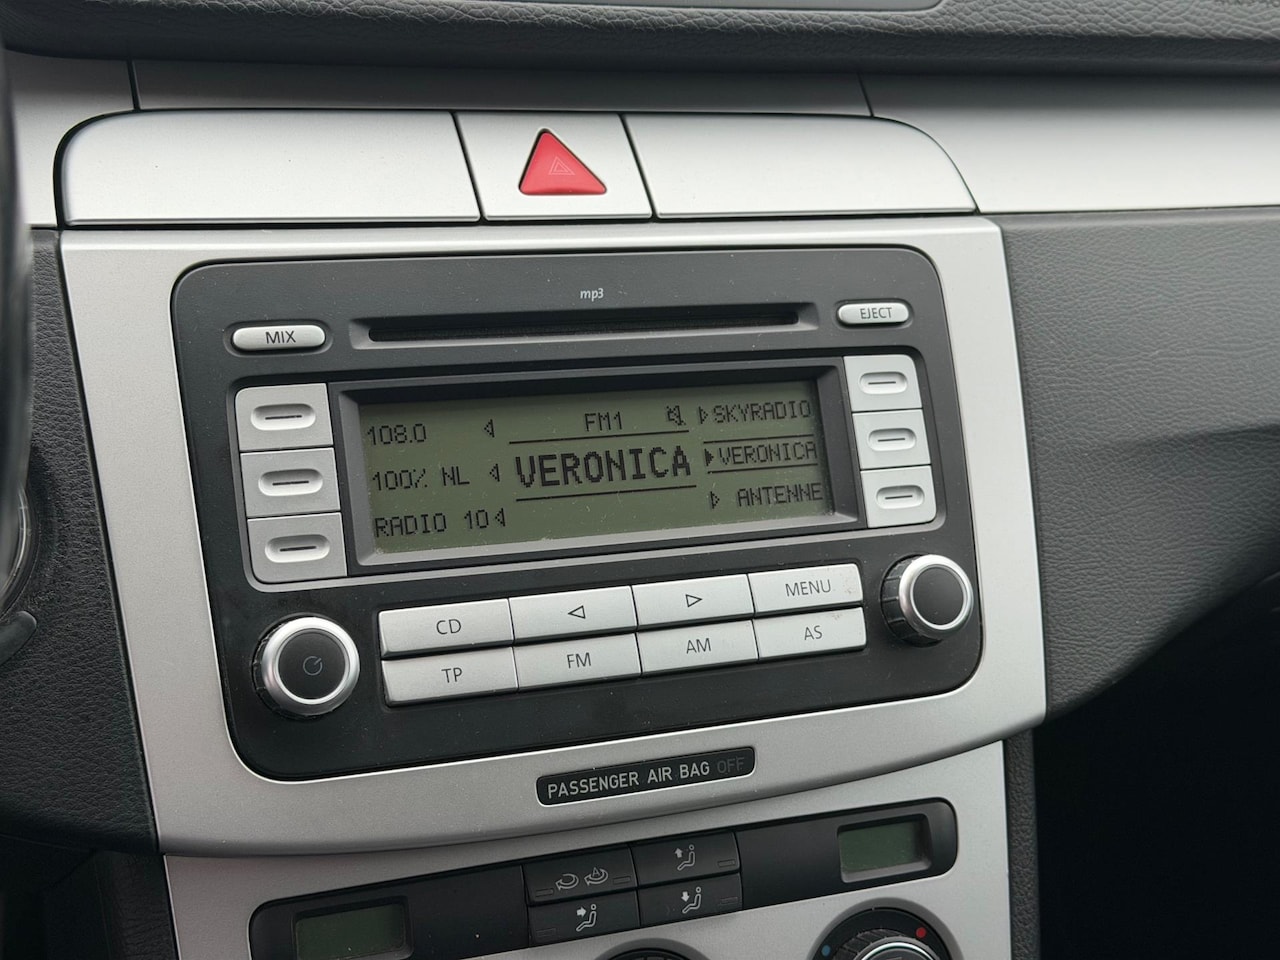 mp3
MIX
EJECT
108.0
FM1
SKYRADIO
100% NL
VERONICA
VERONICA
RADIO 10
ANTENNE
CD
MENU
TP
FM
AM
AS
PASSENGER AIR BAG OFF